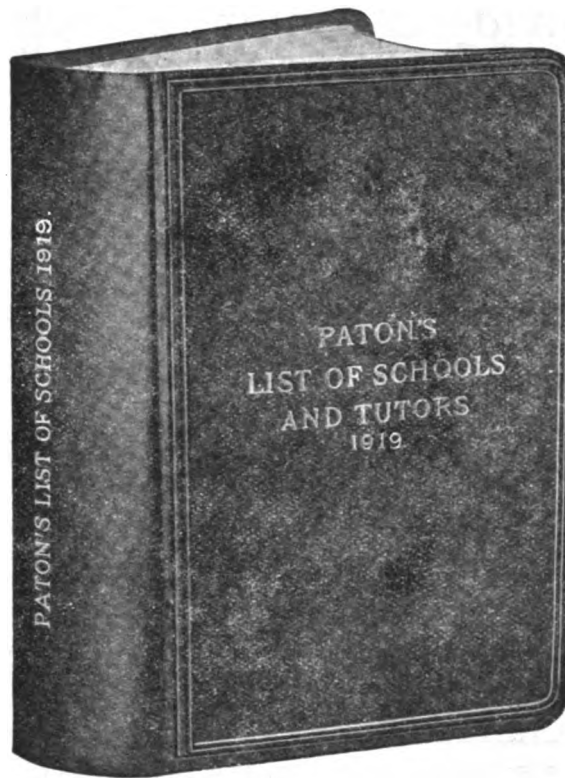 PATON'S LIST OF SCHOOLS 1919.
PATON'S
LIST OF SCHOOLS
AND TUTORS
1919